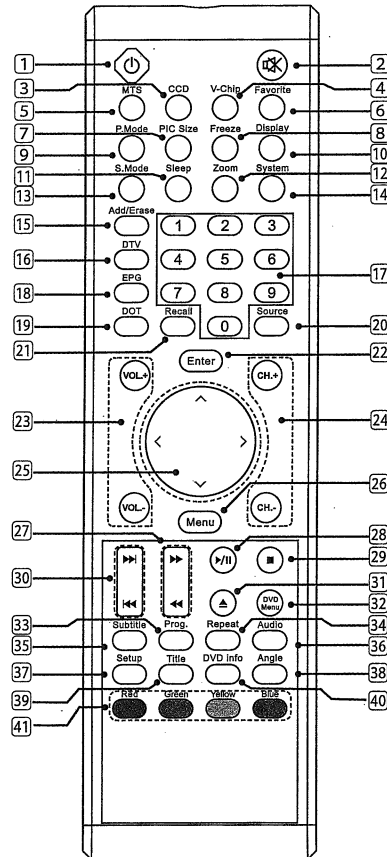 1 2
3 CCD V-Chip 4
MTS Favorite
5 6
7 P.Mode PIC Size Freeze Display 8
9 10
11 S.Mode Sleep Zoom System 12
13 14
Add/Erase
15 1 2 3
DTV
16 4 5 6 17
EPG
18 7 8 9
DOT Recall Source
19 0 20
21 Enter 22
VOL.+ CH.+
23 24
25
VOL.- CH.-
Menu 26
27
28
29
30 31
DVD Menu 32
33 34
Subtitle Prog. Repeat Audio
35 36
Setup Title DVD info Angle
37 38
39 40
Red Green Yellow Blue
41